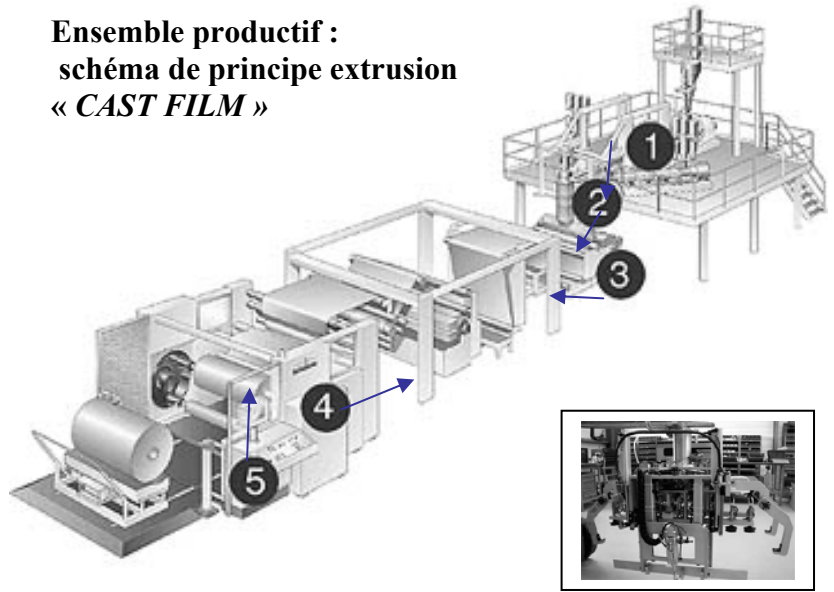 Ensemble productif :
schéma de principe extrusion
« CAST FILM »
1
2
3
4
5